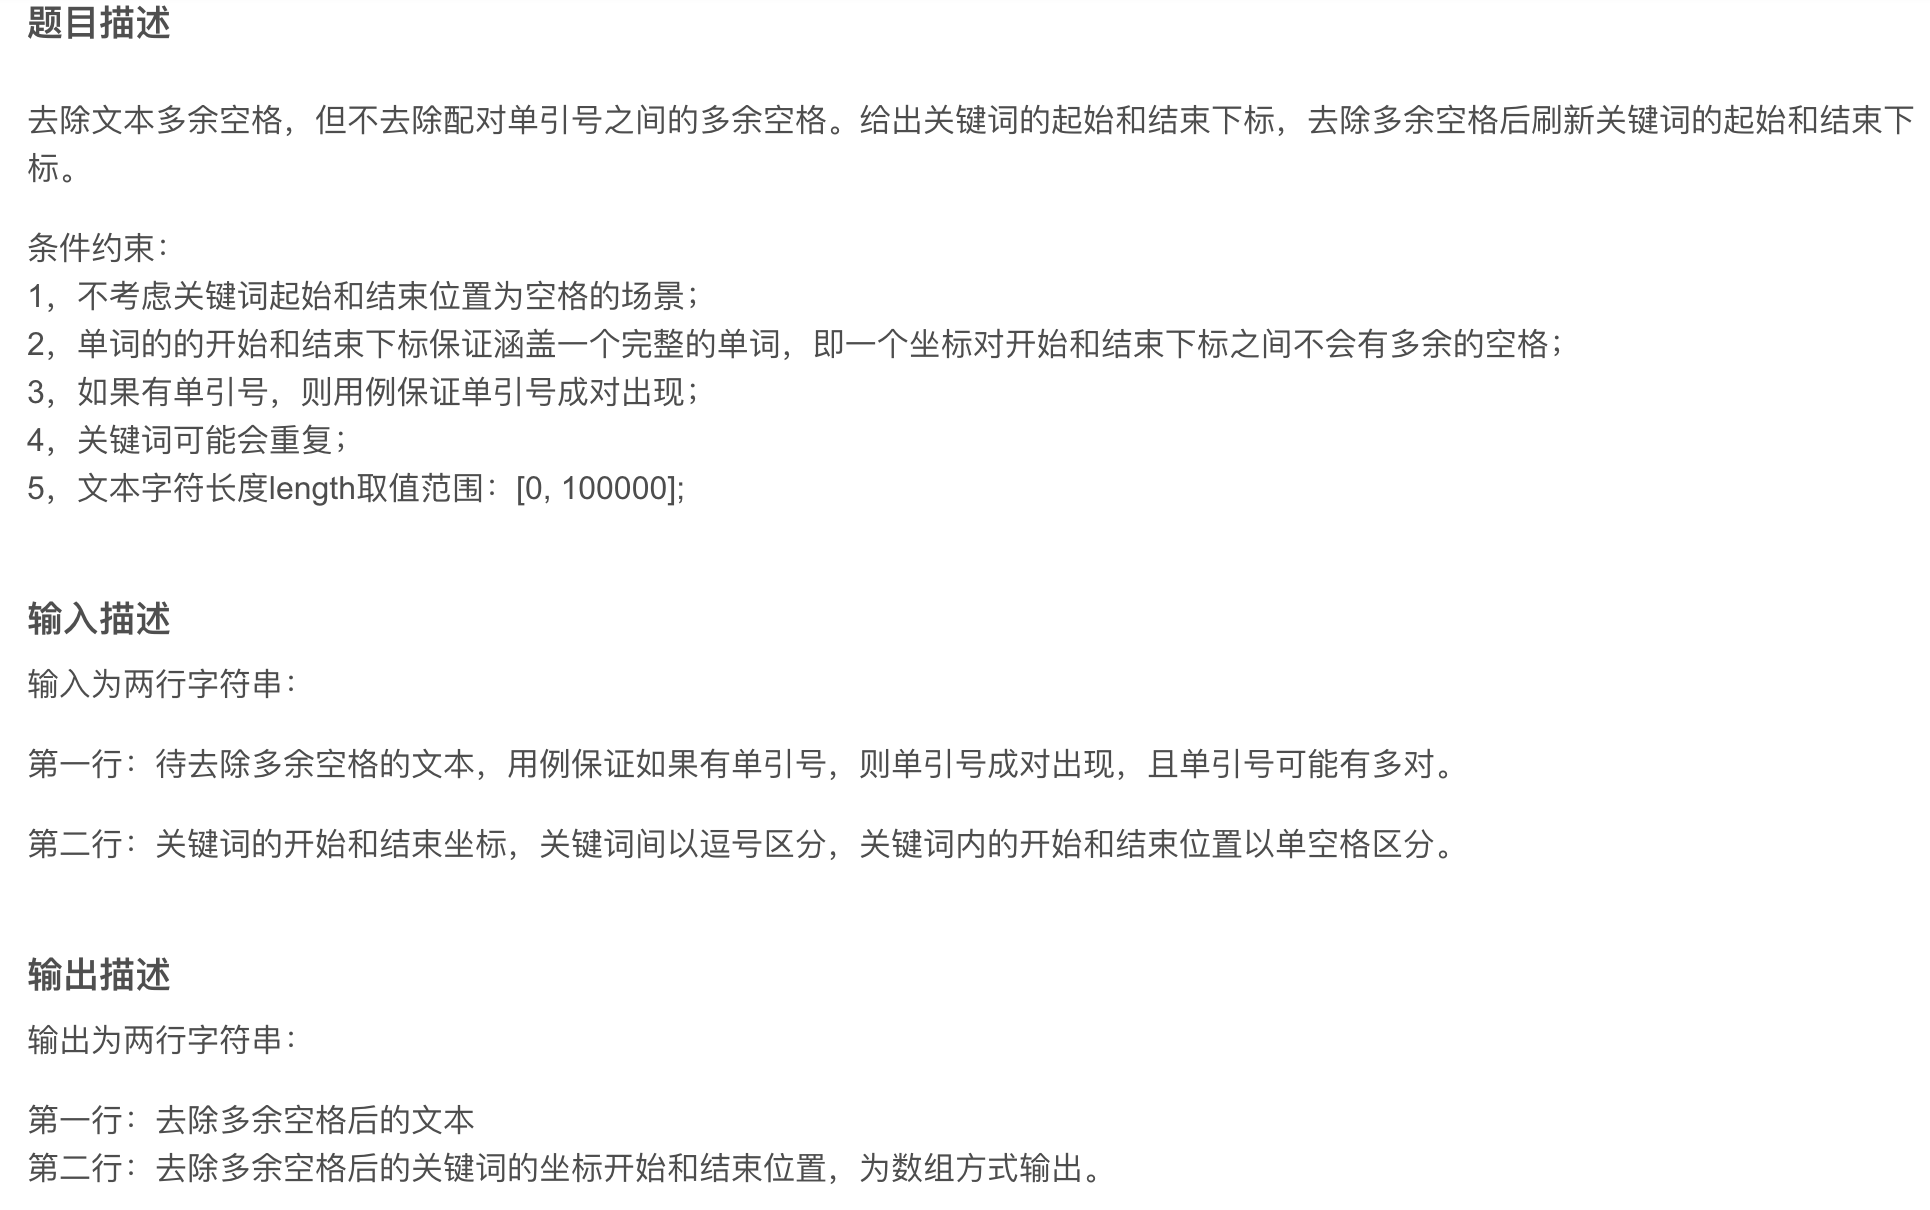 题目描述
去除文本多余空格，但不去除配对单引号之间的多余空格。给出关键词的起始和结束下标，去除多余空格后刷新关键词的起始和结束下
标。
条件约束：
1，不考虑关键词起始和结束位置为空格的场景；
2，单词的的开始和结束下标保证涵盖一个完整的单词，即一个坐标对开始和结束下标之间不会有多余的空格；
3，如果有单引号，则用例保证单引号成对出现；
4，关键词可能会重复；
5，文本字符长度length取值范围：[0, 100000];
输入描述
输入为两行字符串：
第一行：待去除多余空格的文本，用例保证如果有单引号，则单引号成对出现，且单引号可能有多对。
第二行：关键词的开始和结束坐标，关键词间以逗号区分，关键词内的开始和结束位置以单空格区分。
输出描述
输出为两行字符串：
第一行：去除多余空格后的文本
第二行：去除多余空格后的关键词的坐标开始和结束位置，为数组方式输出。